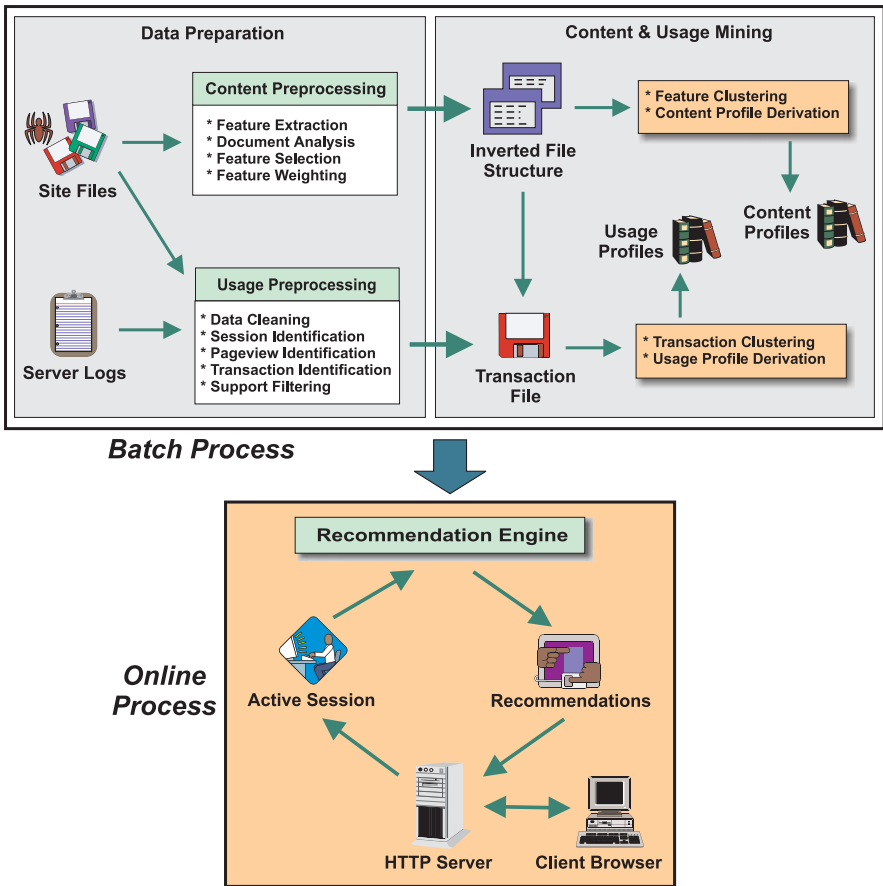 Data Preparation
Content Preprocessing
* Feature Extraction
* Document Analysis
* Feature Selection
* Feature Weighting
Site Files
Usage Preprocessing
* Data Cleaning
* Session Identification
* Pageview Identification
* Transaction Identification
* Support Filtering
Server Logs
Content & Usage Mining
Inverted File
Structure
* Feature Clustering
* Content Profile Derivation
Usage
Profiles
Content
Profiles
Transaction
File
* Transaction Clustering
* Usage Profile Derivation
Batch Process
Recommendation Engine
Online
Process
Active Session
Recommendations
HTTP Server
Client Browser